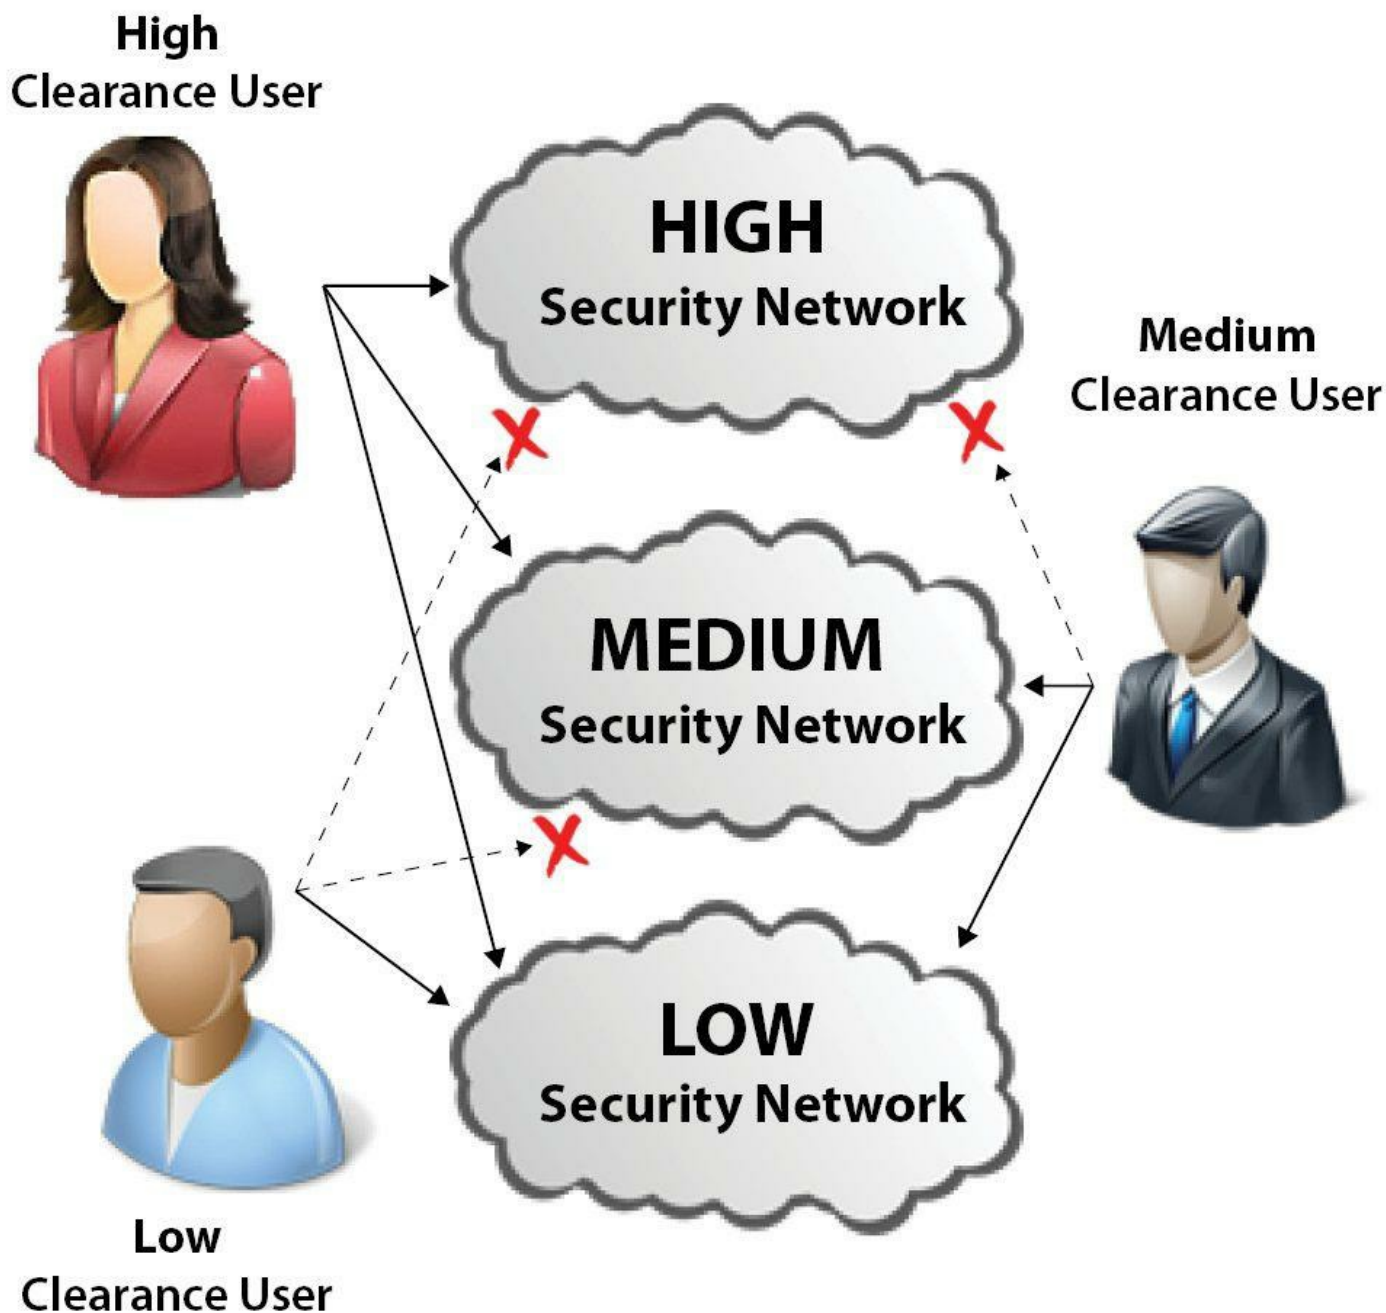 High
Clearance User
HIGH
Security Network
Medium
Clearance User
MEDIUM
Security Network
LOW
Security Network
Low
Clearance User